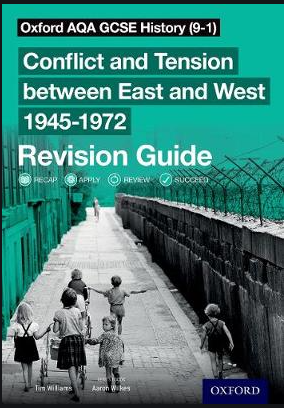 Oxford AQA GCSE History (9-1)
Conflict and Tension
between East and West
1945-1972
Revision Guide
RECAP APPLY REVIEW SUCCEED
Tim Williams
Aaron Wilkes
OXFORD